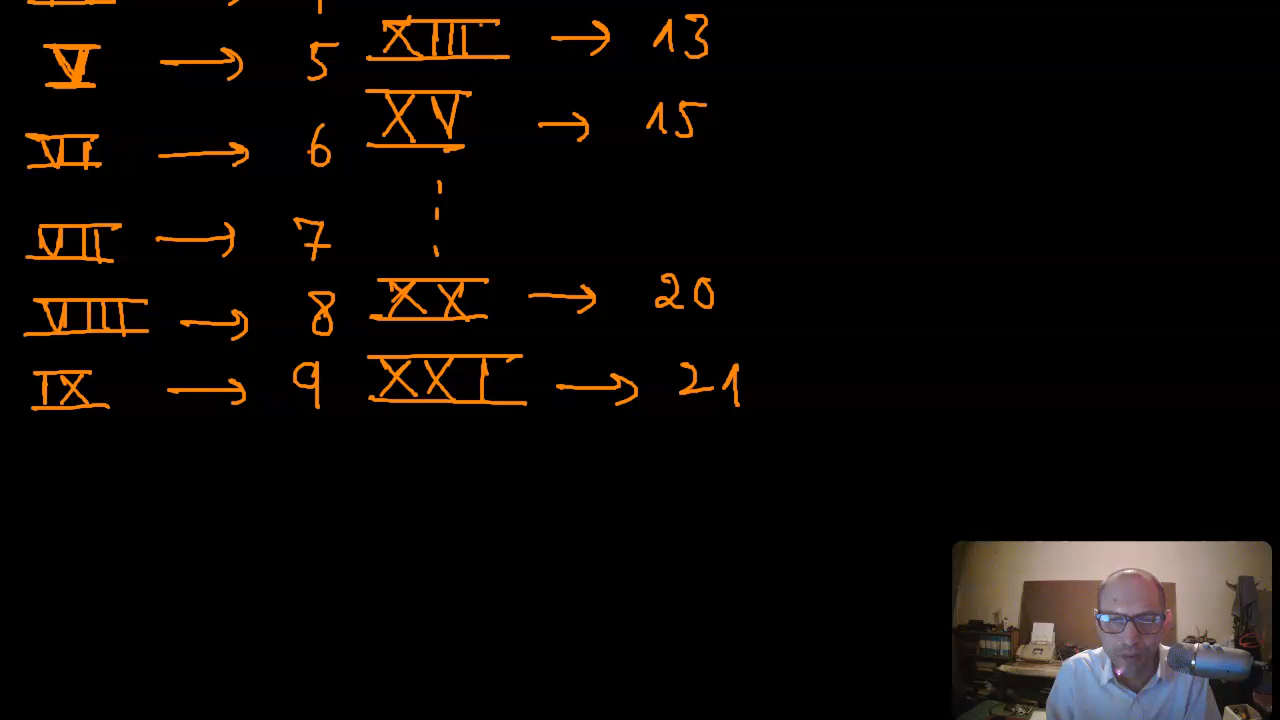 V → 5
VI → 6
VII → 7
VIII → 8
IX → 9
XIII → 13
XV → 15
XX → 20
XXI → 21